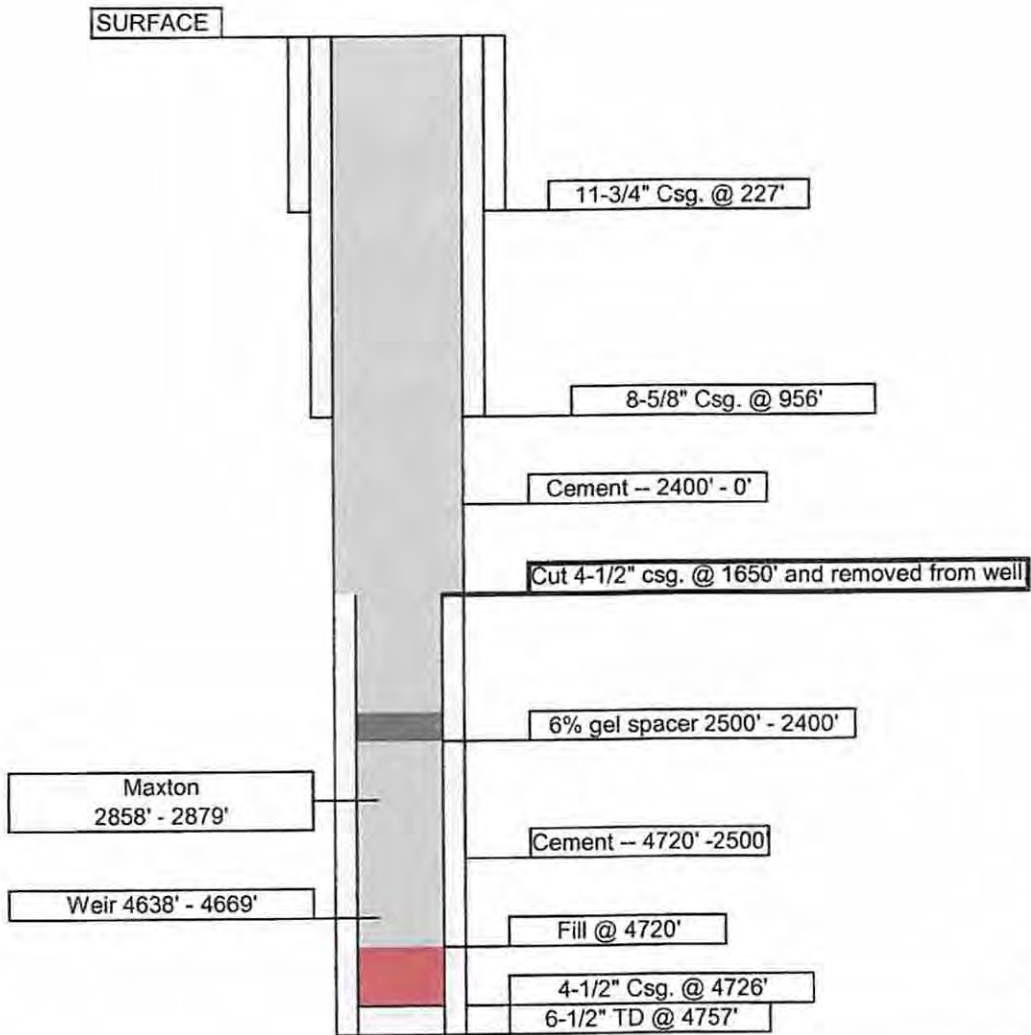 SURFACE
11-3/4" Csg. @ 227'
8-5/8" Csg. @ 956'
Cement -- 2400' - 0'
Cut 4-1/2" csg. @ 1650' and removed from well
6% gel spacer 2500' - 2400'
Maxton
2858' - 2879'
Cement -- 4720' -2500'
Weir 4638' - 4669'
Fill @ 4720'
4-1/2" Csg. @ 4726'
6-1/2" TD @ 4757'